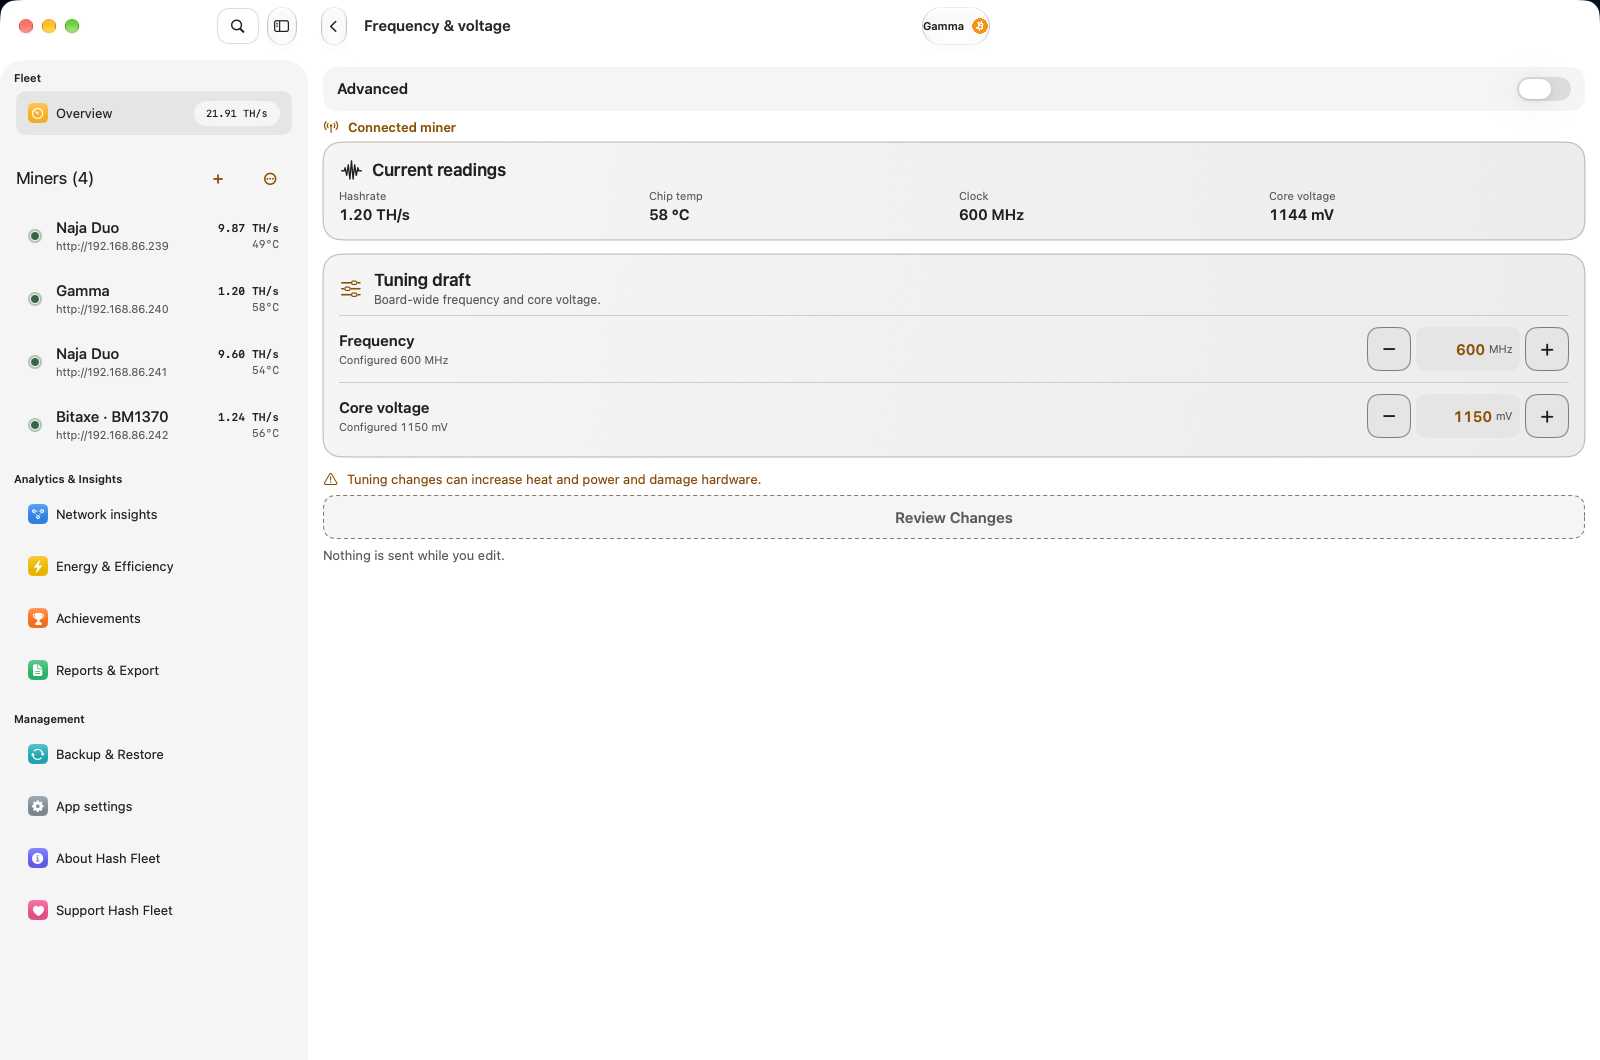 Frequency & voltage
Gamma
Fleet
Overview
21.91 TH/s
Miners (4)
Naja Duo
9.87 TH/s
http://192.168.86.239
49°C
Gamma
1.20 TH/s
http://192.168.86.240
58°C
Naja Duo
9.60 TH/s
http://192.168.86.241
54°C
Bitaxe · BM1370
1.24 TH/s
http://192.168.86.242
56°C
Analytics & Insights
Network insights
Energy & Efficiency
Achievements
Reports & Export
Management
Backup & Restore
App settings
About Hash Fleet
Support Hash Fleet
Advanced
Connected miner
Current readings
Hashrate
1.20 TH/s
Chip temp
58 °C
Clock
600 MHz
Core voltage
1144 mV
Tuning draft
Board-wide frequency and core voltage.
Frequency
Configured 600 MHz
600 MHz
Core voltage
Configured 1150 mV
1150 mV
Tuning changes can increase heat and power and damage hardware.
Review Changes
Nothing is sent while you edit.